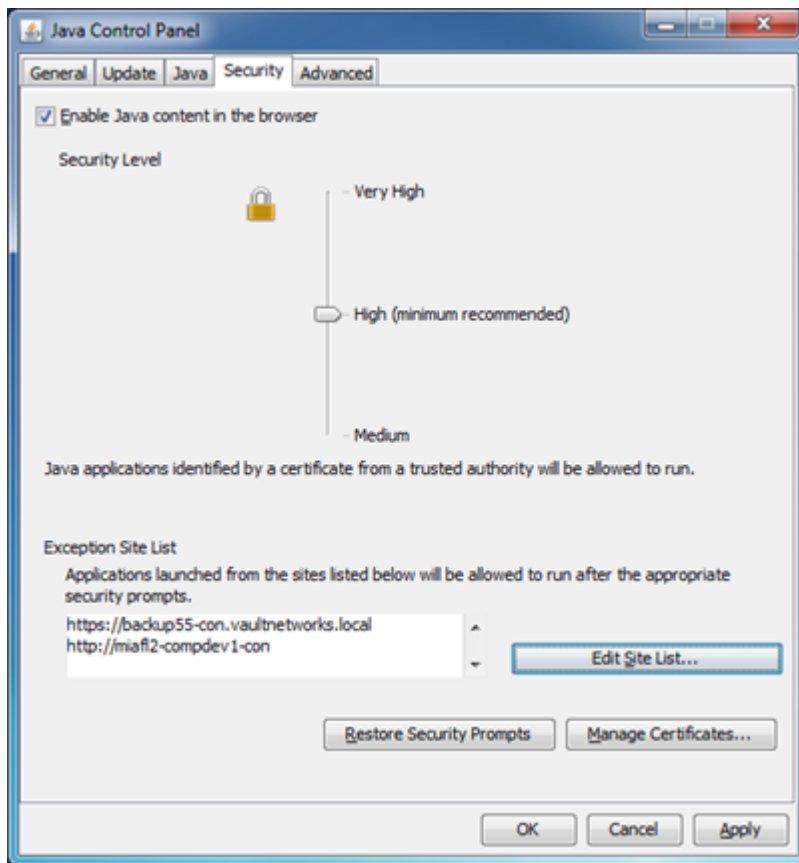 Java Control Panel
General Update Java Security Advanced
Enable Java content in the browser
Security Level
Very High
High (minimum recommended)
Medium
Java applications identified by a certificate from a trusted authority will be allowed to run.
Exception Site List
Applications launched from the sites listed below will be allowed to run after the appropriate
security prompts.
https://backup55-con.vaultnetworks.local
http://miafl2-compdev1-con
Edit Site List...
Restore Security Prompts Manage Certificates...
OK Cancel Apply